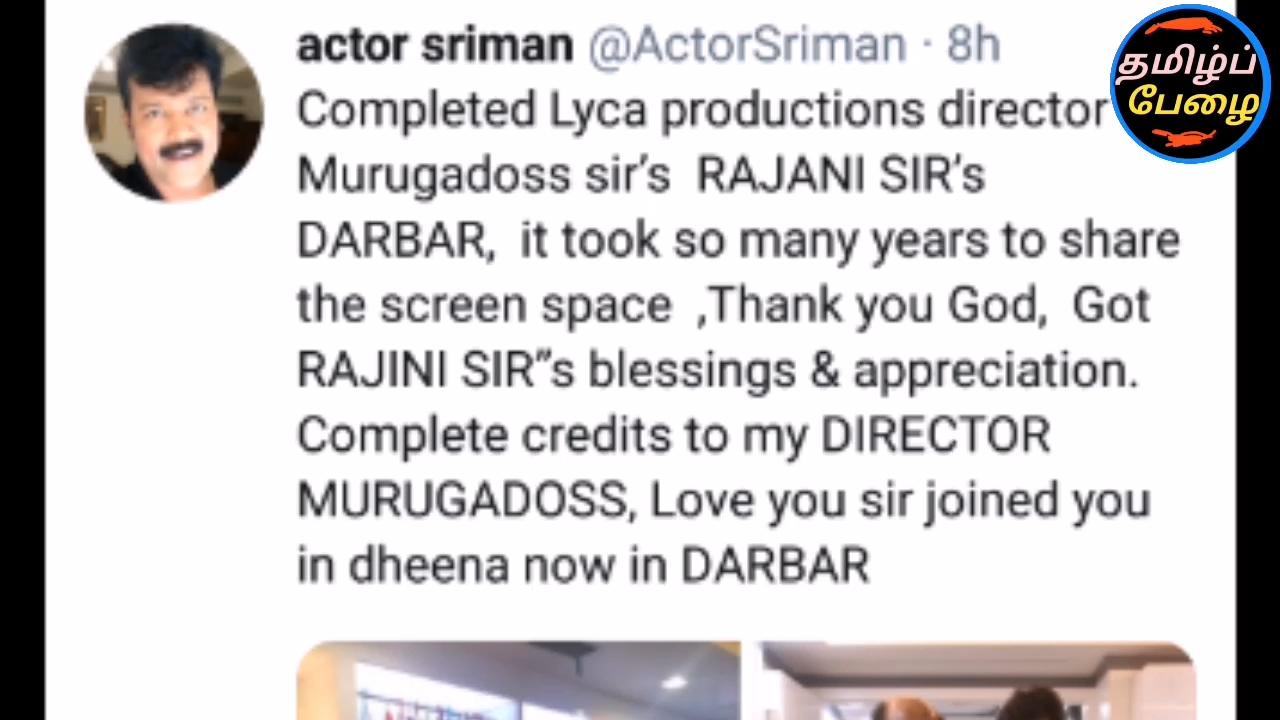 actor sriman @ActorSriman · 8h
Completed Lyca productions director
Murugadoss sir's RAJANI SIR's
DARBAR, it took so many years to share
the screen space ,Thank you God, Got
RAJINI SIR"s blessings & appreciation.
Complete credits to my DIRECTOR
MURUGADOSS, Love you sir joined you
in dheena now in DARBAR
தமிழ்ப்
பேழை